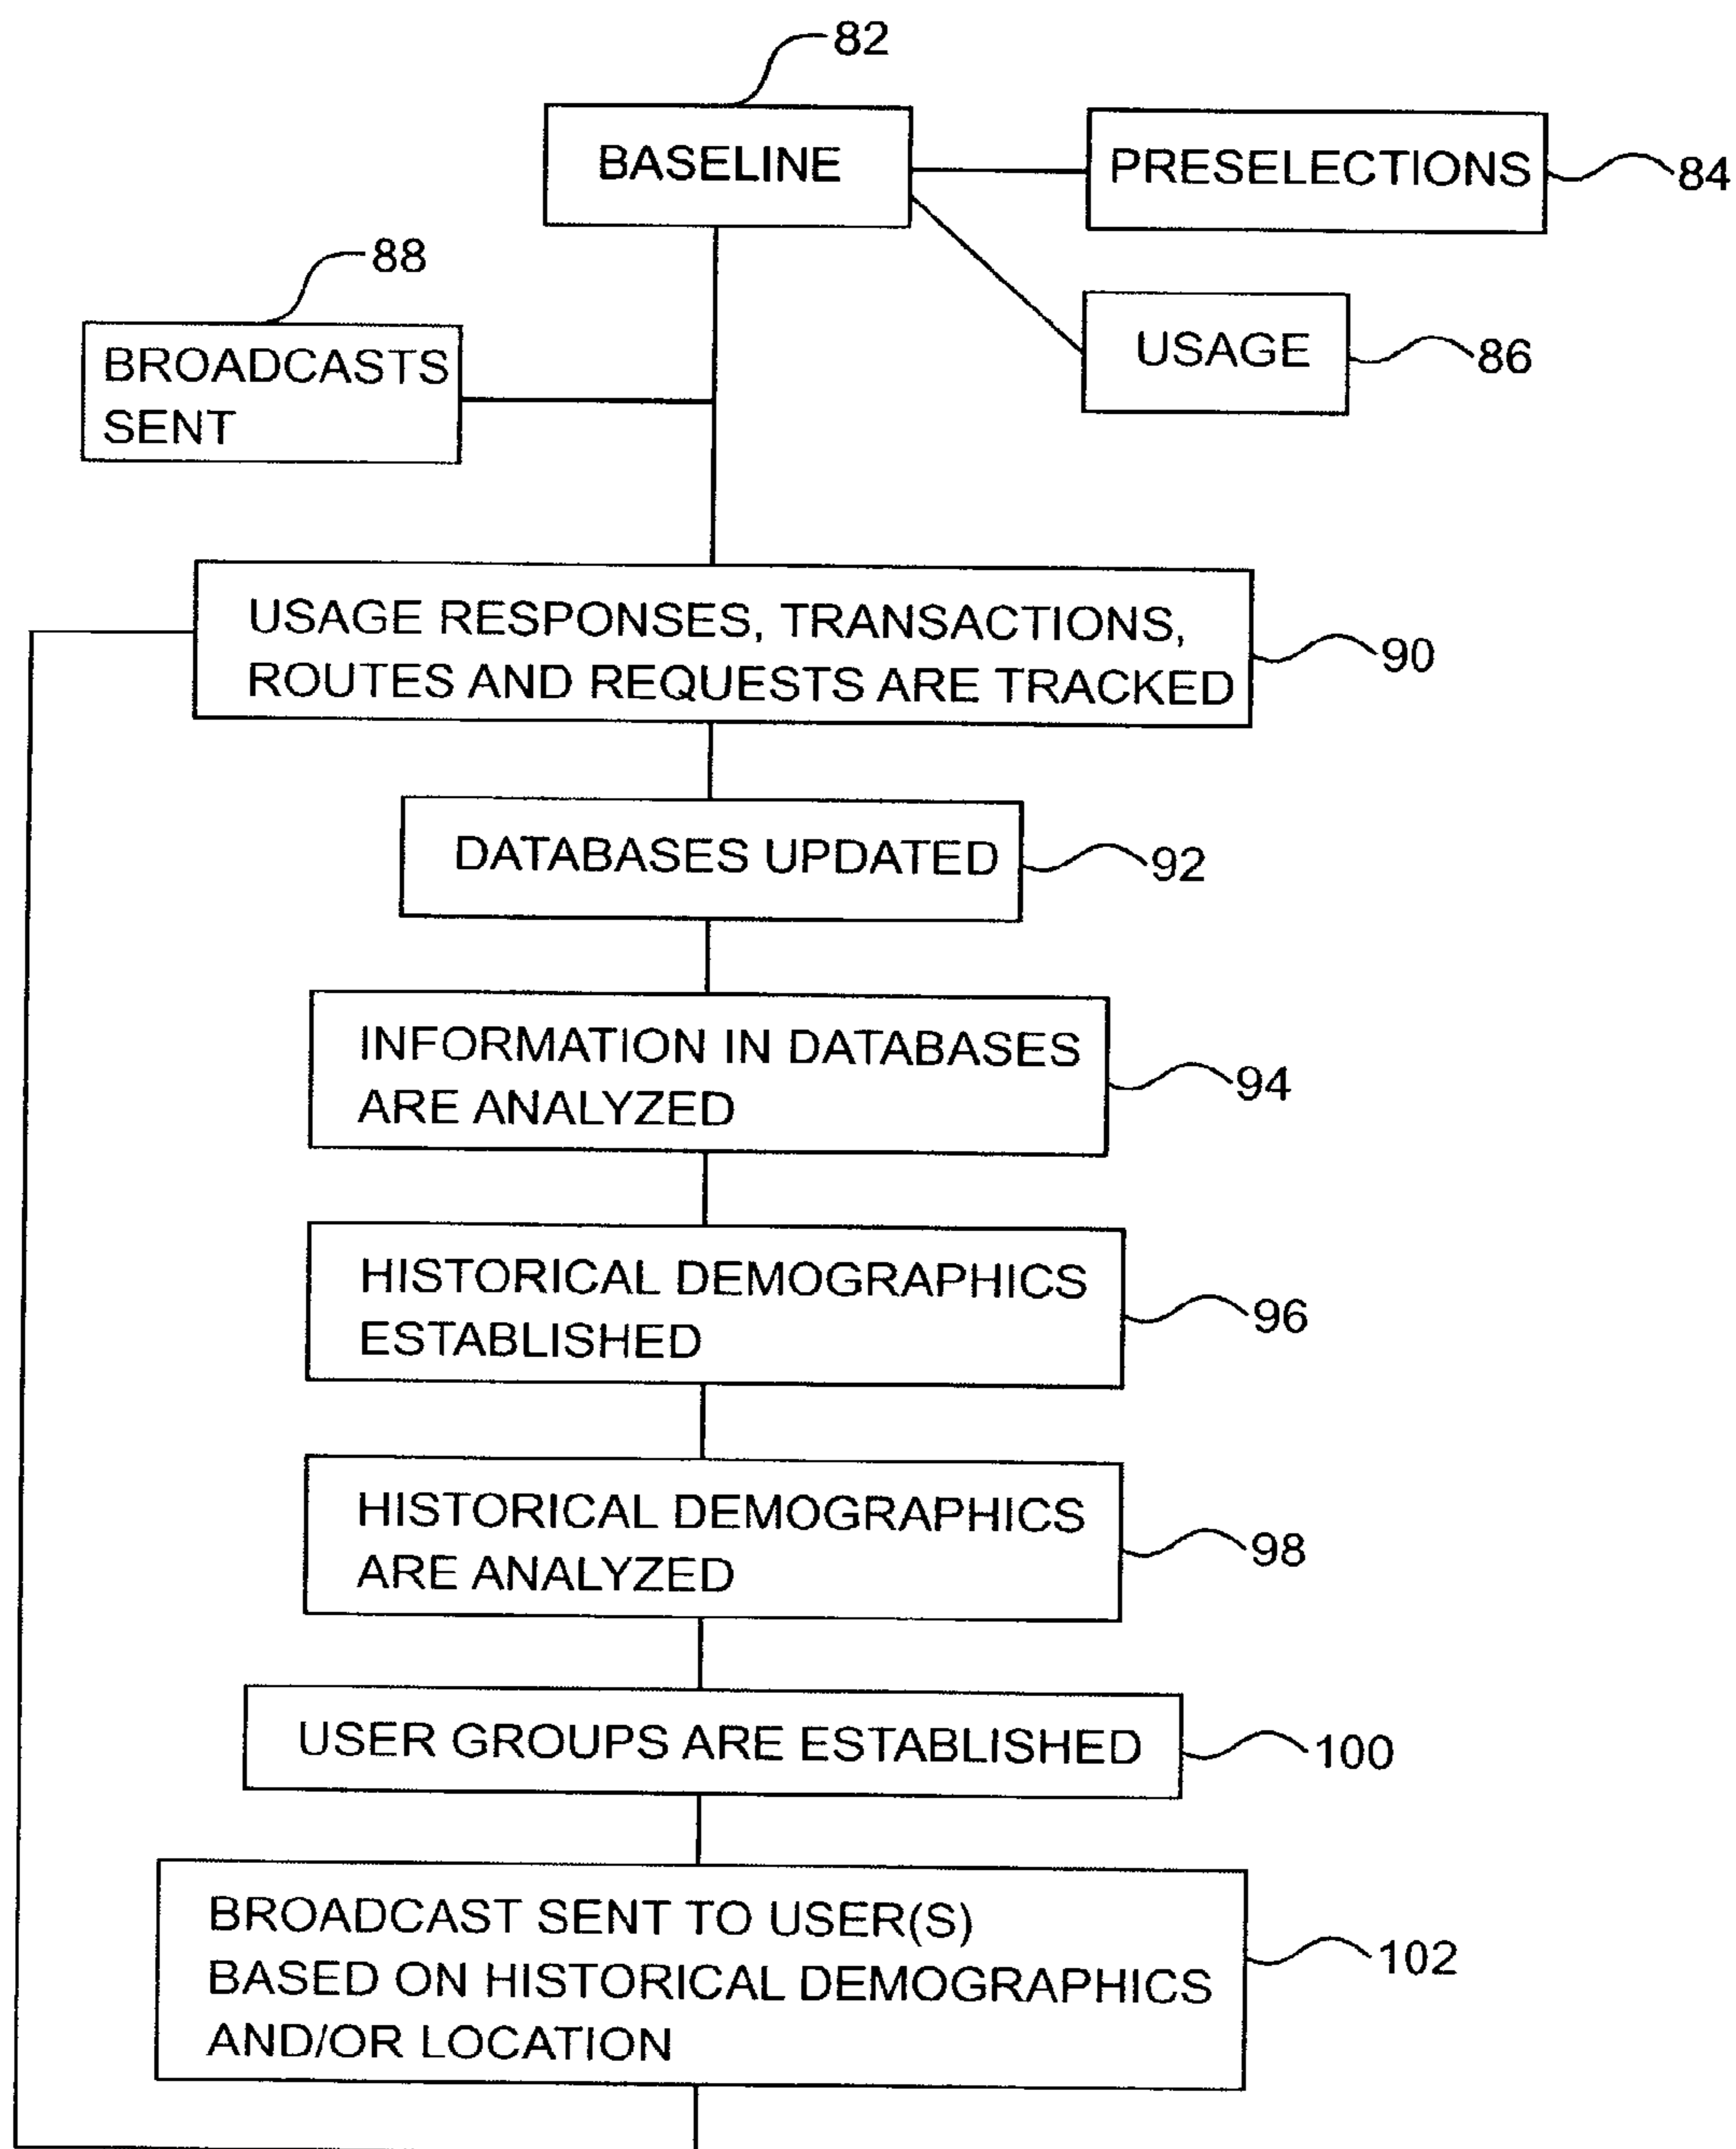 82
BASELINE
PRESELECTIONS
84
88
BROADCASTS
SENT
USAGE
86
USAGE RESPONSES, TRANSACTIONS,
ROUTES AND REQUESTS ARE TRACKED
90
DATABASES UPDATED
92
INFORMATION IN DATABASES
ARE ANALYZED
94
HISTORICAL DEMOGRAPHICS
ESTABLISHED
96
HISTORICAL DEMOGRAPHICS
ARE ANALYZED
98
USER GROUPS ARE ESTABLISHED
100
BROADCAST SENT TO USER(S)
BASED ON HISTORICAL DEMOGRAPHICS
AND/OR LOCATION
102